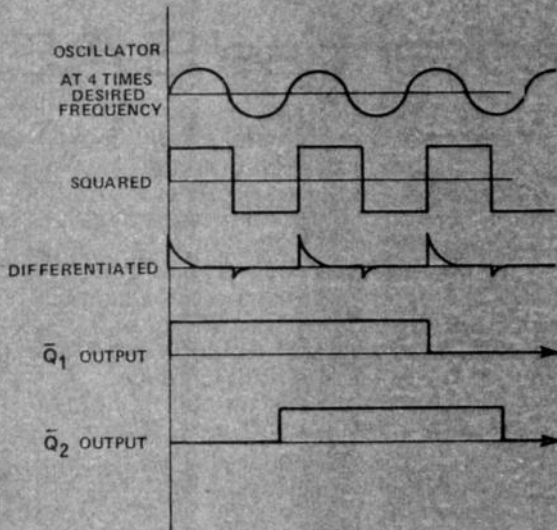 OSCILLATOR
AT 4 TIMES
DESIRED
FREQUENCY
SQUARED
DIFFERENTIATED
Q̅1 OUTPUT
Q̅2 OUTPUT